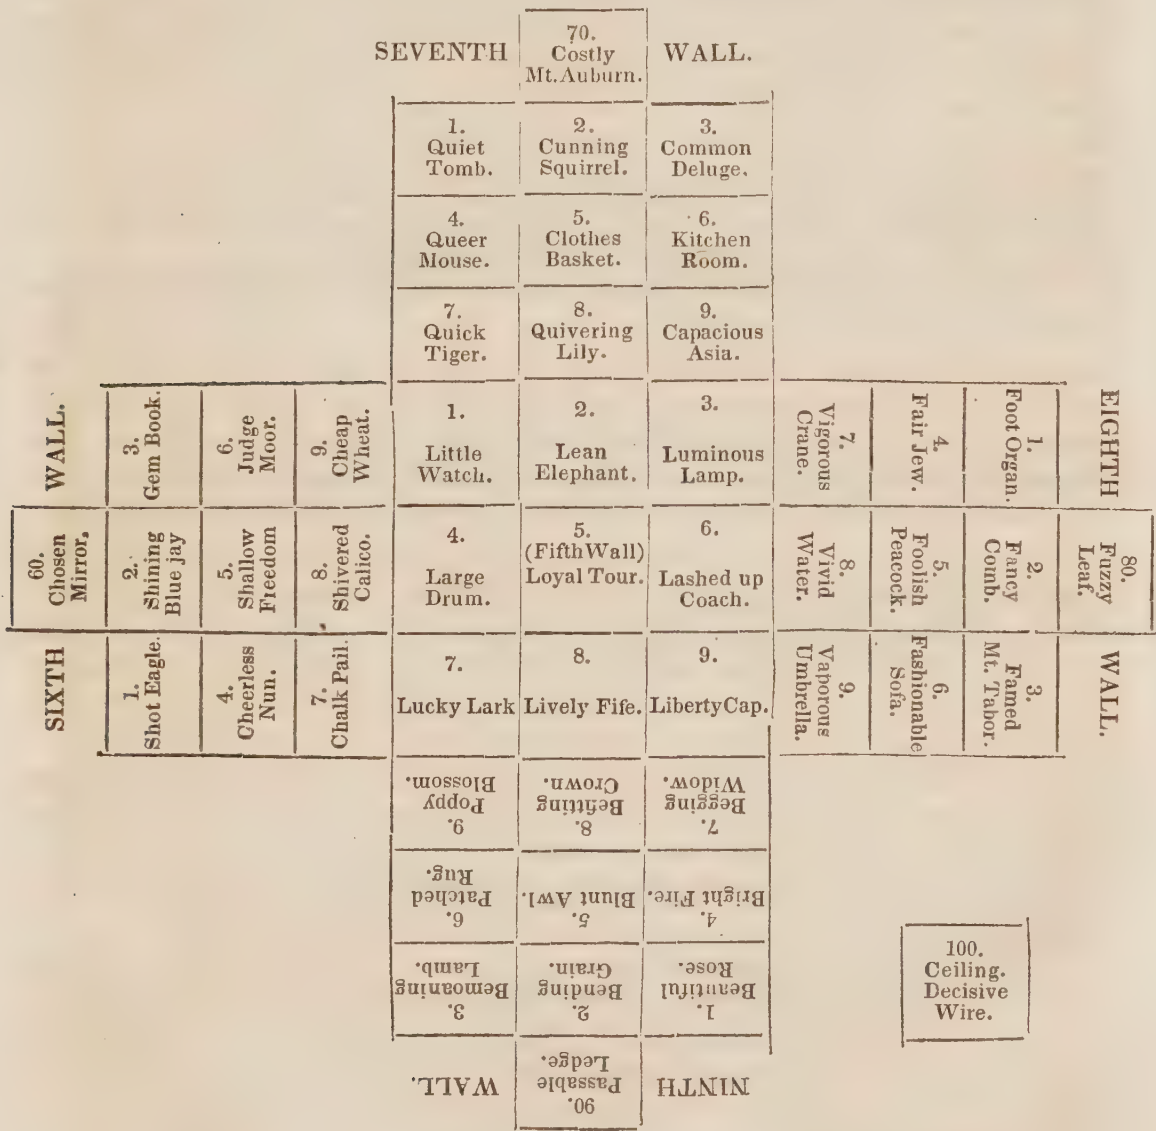 SEVENTH
70.
Costly
Mt. Auburn.
WALL.
1.
Quiet
Tomb.
2.
Cunning
Squirrel.
3.
Common
Deluge.
4.
Queer
Mouse.
5.
Clothes
Basket.
6.
Kitchen
Room.
7.
Quick
Tiger.
8.
Quivering
Lily.
9.
Capacious
Asia.
WALL.
3.
Gem Book.
6.
Judge
Moor.
9.
Cheap
Wheat.
60.
Chosen
Mirror,
2.
Shining
Blue jay
5.
Shallow
Freedom
8.
Shivered
Calico.
SIXTH
1.
Shot Eagle.
4.
Cheerless
Nun.
7.
Chalk Pail.
1.
Little
Watch.
2.
Lean
Elephant.
3.
Luminous
Lamp.
4.
Large
Drum.
5.
(Fifth Wall)
Loyal Tour.
6.
Lashed up
Coach.
7.
Lucky Lark
8.
Lively Fife.
9.
Liberty Cap.
EIGHTH
1.
Foot Organ.
4.
Fair Jew.
7.
Vigorous
Crane.
80.
Fuzzy
Leaf.
2.
Fancy
Comb.
5.
Foolish
Peacock.
8.
Vivid
Water.
WALL.
3.
Famed
Mt. Tabor.
6.
Fashionable
Sofa.
9.
Vaporous
Umbrella.
NINTH
90.
Passable
Ledge.
WALL.
1.
Beautiful
Rose.
2.
Bending
Grain.
3.
Bemoaning
Lamb.
4.
Bright Fire.
5.
Blunt Awl.
6.
Patched
Rug.
7.
Begging
Widow.
8.
Befitting
Crown.
9.
Poppy
Blossom.
100.
Ceiling.
Decisive
Wire.